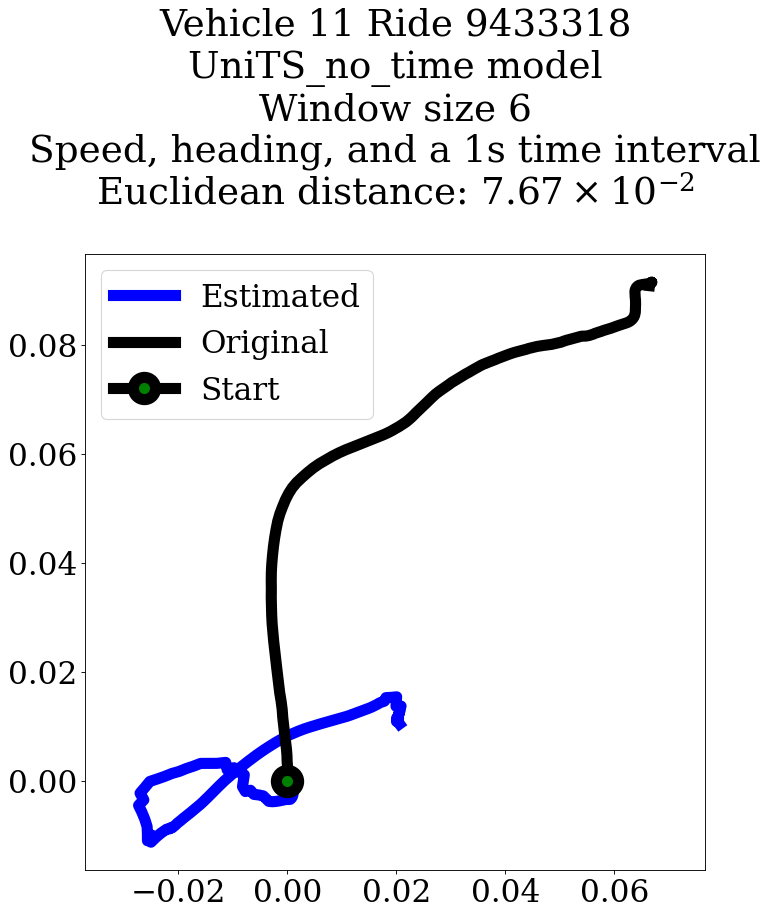 Vehicle 11 Ride 9433318
UniTS_no_time model
Window size 6
Speed, heading, and a 1s time interval
Euclidean distance: 7.67 × 10⁻²
Estimated
Original
Start
0.08
0.06
0.04
0.02
0.00
−0.02 0.00 0.02 0.04 0.06